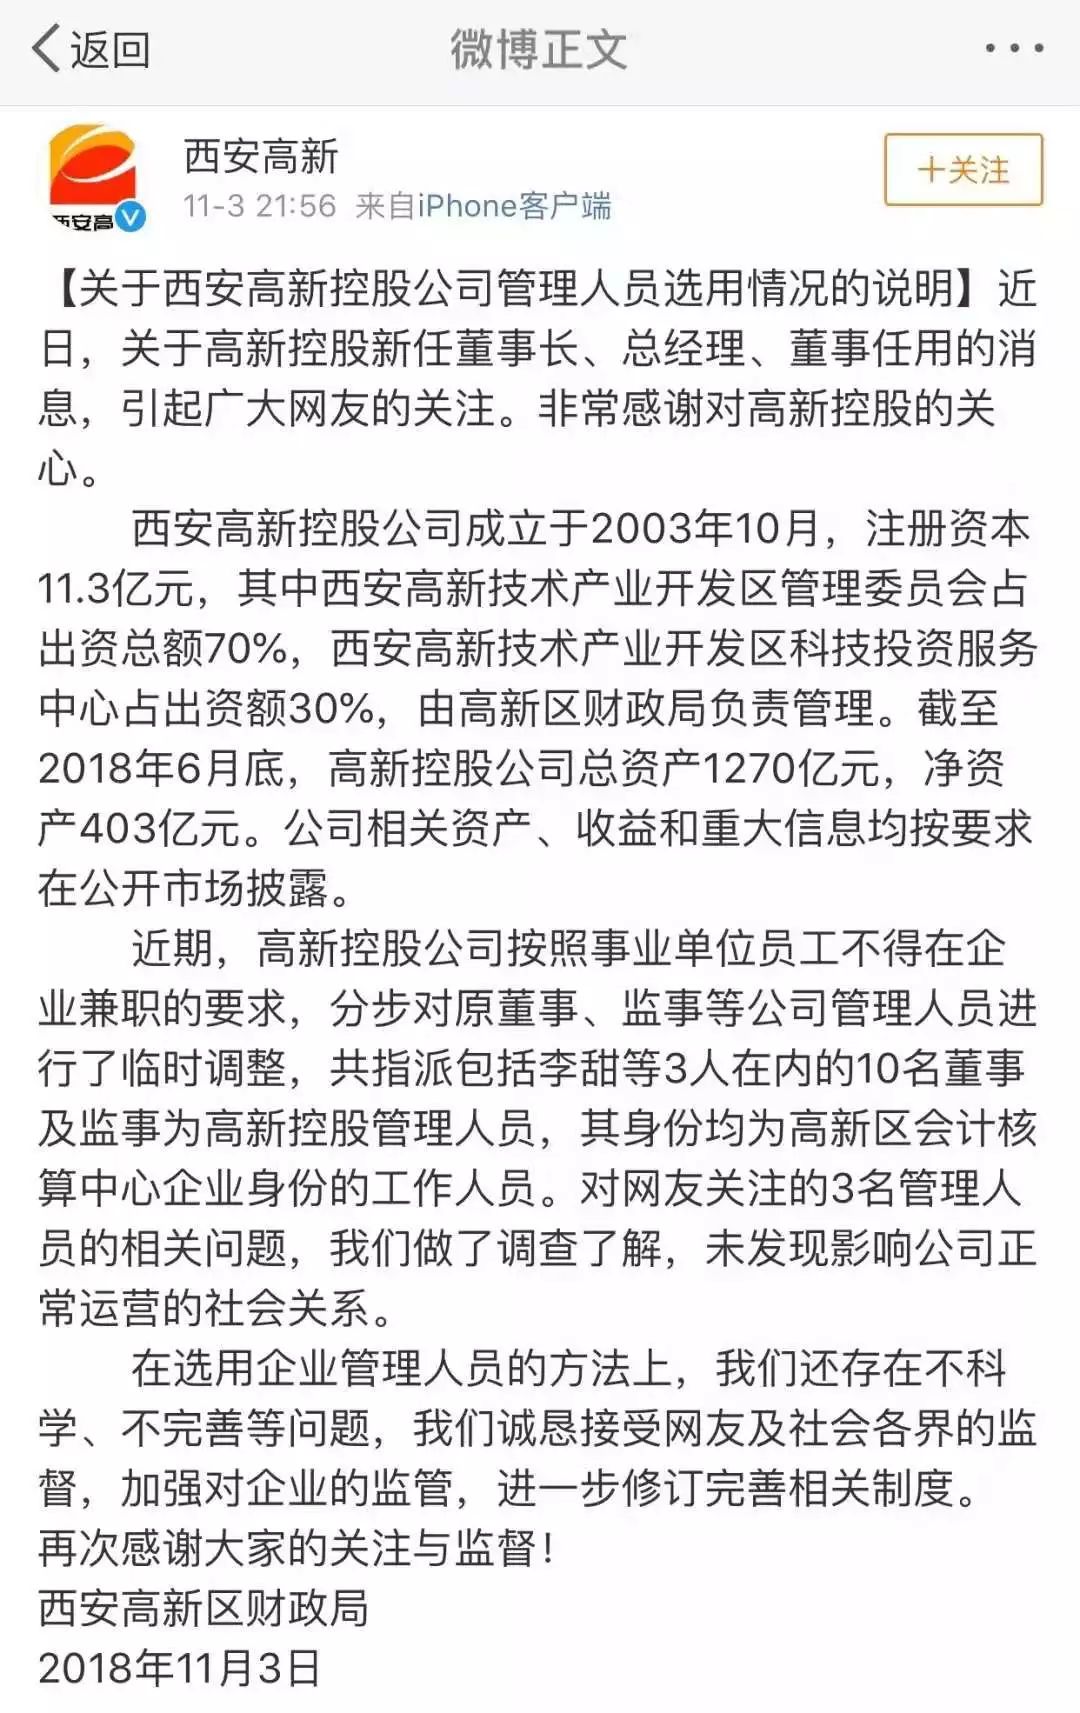 返回
微博正文
西安高新
+关注
11-3 21:56 来自iPhone客户端
西安高
【关于西安高新控股公司管理人员选用情况的说明】近
日，关于高新控股新任董事长、总经理、董事任用的消
息，引起广大网友的关注。非常感谢对高新控股的关
心。
西安高新控股公司成立于2003年10月，注册资本
11.3亿元，其中西安高新技术产业开发区管理委员会占
出资总额70%，西安高新技术产业开发区科技投资服务
中心占出资额30%，由高新区财政局负责管理。截至
2018年6月底，高新控股公司总资产1270亿元，净资
产403亿元。公司相关资产、收益和重大信息均按要求
在公开市场披露。
近期，高新控股公司按照事业单位员工不得在企
业兼职的要求，分步对原董事、监事等公司管理人员进
行了临时调整，共指派包括李甜等3人在内的10名董事
及监事为高新控股管理人员，其身份均为高新区会计核
算中心企业身份的工作人员。对网友关注的3名管理人
员的相关问题，我们做了调查了解，未发现影响公司正
常运营的社会关系。
在选用企业管理人员的方法上，我们还存在不科
学、不完善等问题，我们诚恳接受网友及社会各界的监
督，加强对企业的监管，进一步修订完善相关制度。
再次感谢大家的关注与监督！
西安高新区财政局
2018年11月3日